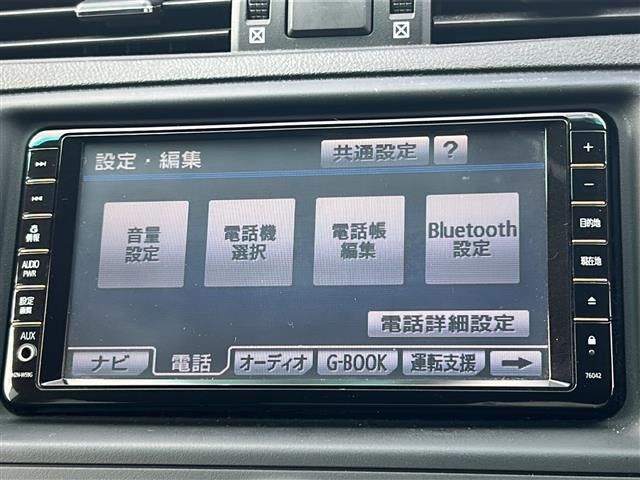 設定・編集
共通設定
?
音量
設定
電話機
選択
電話帳
編集
Bluetooth
設定
電話詳細設定
ナビ
電話
オーディオ
G-BOOK
運転支援
情報
AUDIO
PWR
設定
画質
AUX
+
−
目的地
現在地
76042